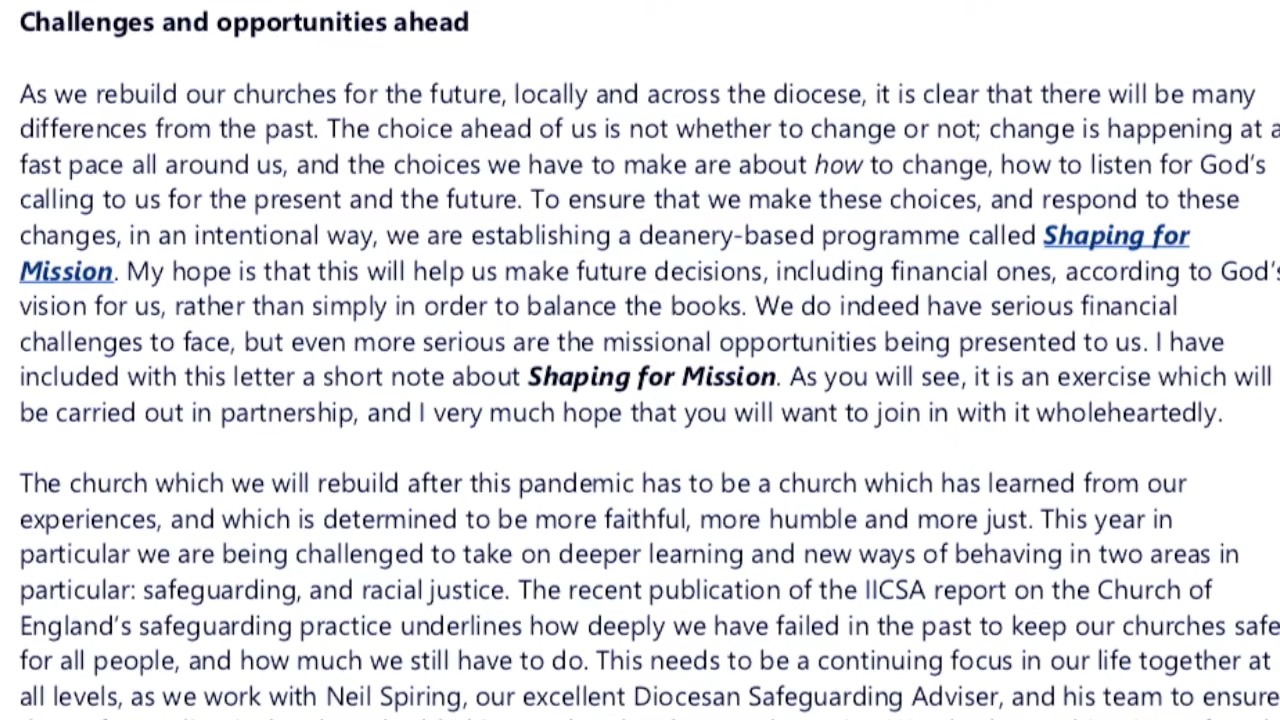 Challenges and opportunities ahead
As we rebuild our churches for the future, locally and across the diocese, it is clear that there will be many
differences from the past. The choice ahead of us is not whether to change or not; change is happening at a
fast pace all around us, and the choices we have to make are about how to change, how to listen for God’s
calling to us for the present and the future. To ensure that we make these choices, and respond to these
changes, in an intentional way, we are establishing a deanery-based programme called Shaping for
Mission. My hope is that this will help us make future decisions, including financial ones, according to God’s
vision for us, rather than simply in order to balance the books. We do indeed have serious financial
challenges to face, but even more serious are the missional opportunities being presented to us. I have
included with this letter a short note about Shaping for Mission. As you will see, it is an exercise which will
be carried out in partnership, and I very much hope that you will want to join in with it wholeheartedly.
The church which we will rebuild after this pandemic has to be a church which has learned from our
experiences, and which is determined to be more faithful, more humble and more just. This year in
particular we are being challenged to take on deeper learning and new ways of behaving in two areas in
particular: safeguarding, and racial justice. The recent publication of the IICSA report on the Church of
England’s safeguarding practice underlines how deeply we have failed in the past to keep our churches safe
for all people, and how much we still have to do. This needs to be a continuing focus in our life together at
all levels, as we work with Neil Spiring, our excellent Diocesan Safeguarding Adviser, and his team to ensure